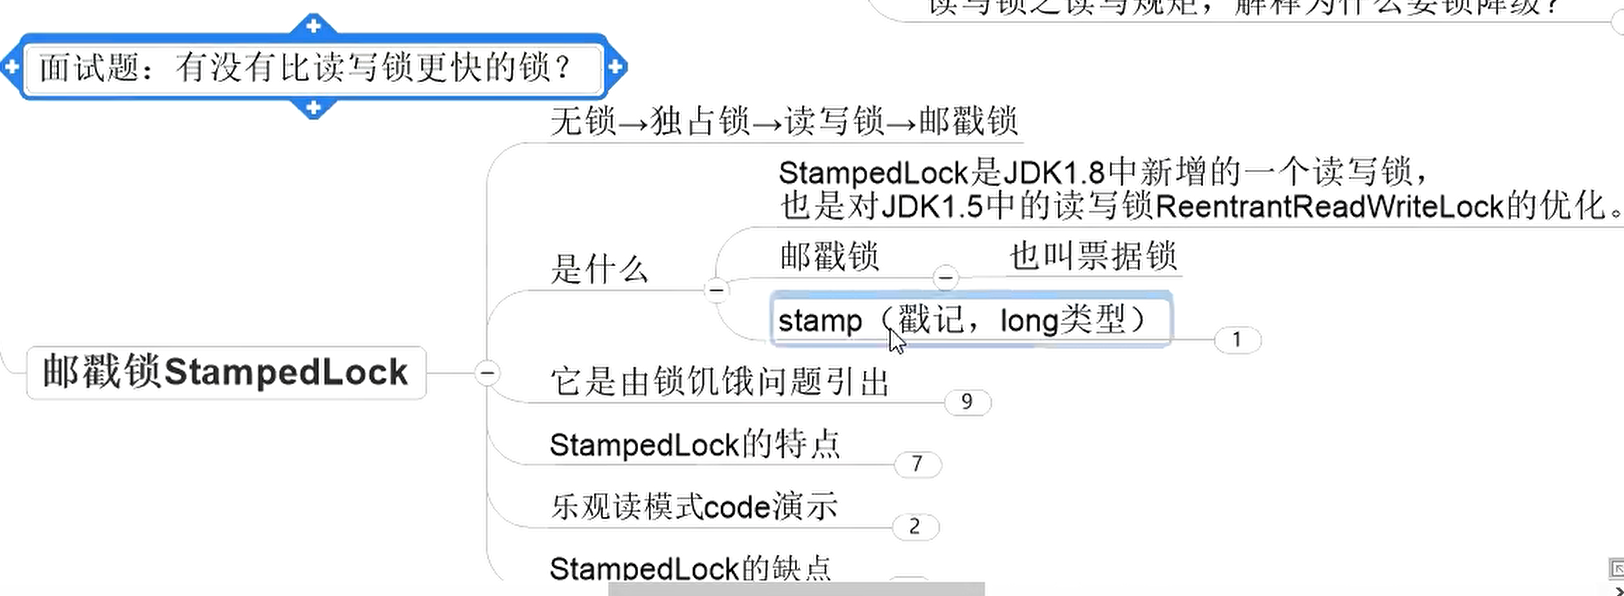 读写锁之读写规矩，解释为什么要锁降级？
面试题：有没有比读写锁更快的锁？
无锁→独占锁→读写锁→邮戳锁
StampedLock是JDK1.8中新增的一个读写锁，
也是对JDK1.5中的读写锁ReentrantReadWriteLock的优化。
是什么
邮戳锁
也叫票据锁
stamp（戳记，long类型）
1
邮戳锁StampedLock
它是由锁饥饿问题引出
9
StampedLock的特点
7
乐观读模式code演示
2
StampedLock的缺点